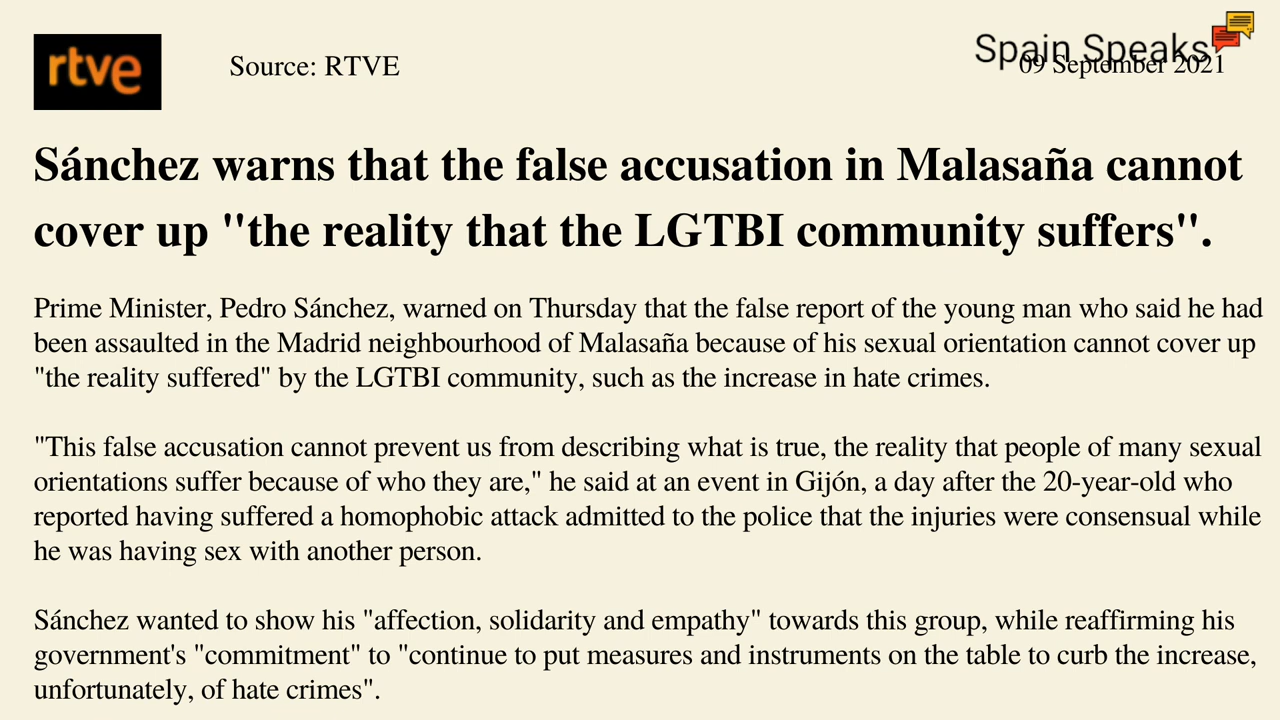 rtve
Source: RTVE
Spain Speaks
09 September 2021
Sánchez warns that the false accusation in Malasaña cannot
cover up "the reality that the LGTBI community suffers".
Prime Minister, Pedro Sánchez, warned on Thursday that the false report of the young man who said he had
been assaulted in the Madrid neighbourhood of Malasaña because of his sexual orientation cannot cover up
"the reality suffered" by the LGTBI community, such as the increase in hate crimes.
"This false accusation cannot prevent us from describing what is true, the reality that people of many sexual
orientations suffer because of who they are," he said at an event in Gijón, a day after the 20-year-old who
reported having suffered a homophobic attack admitted to the police that the injuries were consensual while
he was having sex with another person.
Sánchez wanted to show his "affection, solidarity and empathy" towards this group, while reaffirming his
government's "commitment" to "continue to put measures and instruments on the table to curb the increase,
unfortunately, of hate crimes".